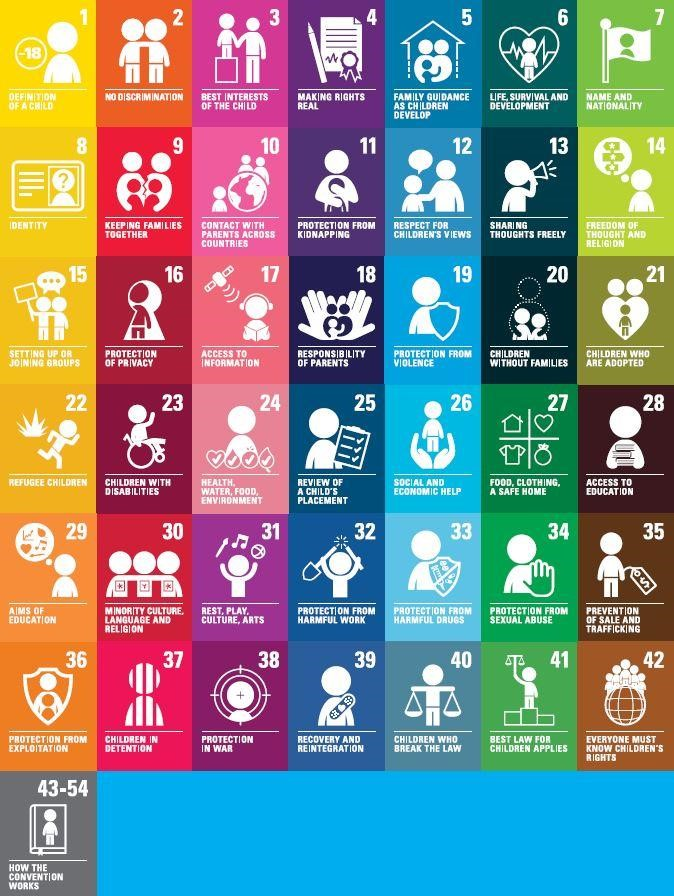 1
-18
DEFINITION
OF A CHILD
2
NO DISCRIMINATION
3
BEST INTERESTS
OF THE CHILD
4
MAKING RIGHTS
REAL
5
FAMILY GUIDANCE
AS CHILDREN
DEVELOP
6
LIFE, SURVIVAL AND
DEVELOPMENT
7
NAME AND
NATIONALITY
8
?
IDENTITY
9
KEEPING FAMILIES
TOGETHER
10
CONTACT WITH
PARENTS ACROSS
COUNTRIES
11
PROTECTION FROM
KIDNAPPING
12
RESPECT FOR
CHILDREN'S VIEWS
13
SHARING
THOUGHTS FREELY
14
FREEDOM OF
THOUGHT AND
RELIGION
15
SETTING UP OR
JOINING GROUPS
16
PROTECTION
OF PRIVACY
17
ACCESS TO
INFORMATION
18
RESPONSIBILITY
OF PARENTS
19
PROTECTION FROM
VIOLENCE
20
CHILDREN
WITHOUT FAMILIES
21
CHILDREN WHO
ARE ADOPTED
22
REFUGEE CHILDREN
23
CHILDREN WITH
DISABILITIES
24
HEALTH,
WATER, FOOD,
ENVIRONMENT
25
REVIEW OF
A CHILD'S
PLACEMENT
26
SOCIAL AND
ECONOMIC HELP
27
FOOD, CLOTHING,
A SAFE HOME
28
ACCESS TO
EDUCATION
29
AIMS OF
EDUCATION
30
MINORITY CULTURE,
LANGUAGE AND
RELIGION
31
REST, PLAY,
CULTURE, ARTS
32
PROTECTION FROM
HARMFUL WORK
33
PROTECTION FROM
HARMFUL DRUGS
34
PROTECTION FROM
SEXUAL ABUSE
35
PREVENTION
OF SALE AND
TRAFFICKING
36
PROTECTION FROM
EXPLOITATION
37
CHILDREN IN
DETENTION
38
PROTECTION
IN WAR
39
RECOVERY AND
REINTEGRATION
40
CHILDREN WHO
BREAK THE LAW
41
BEST LAW FOR
CHILDREN APPLIES
42
EVERYONE MUST
KNOW CHILDREN'S
RIGHTS
43-54
HOW THE
CONVENTION
WORKS